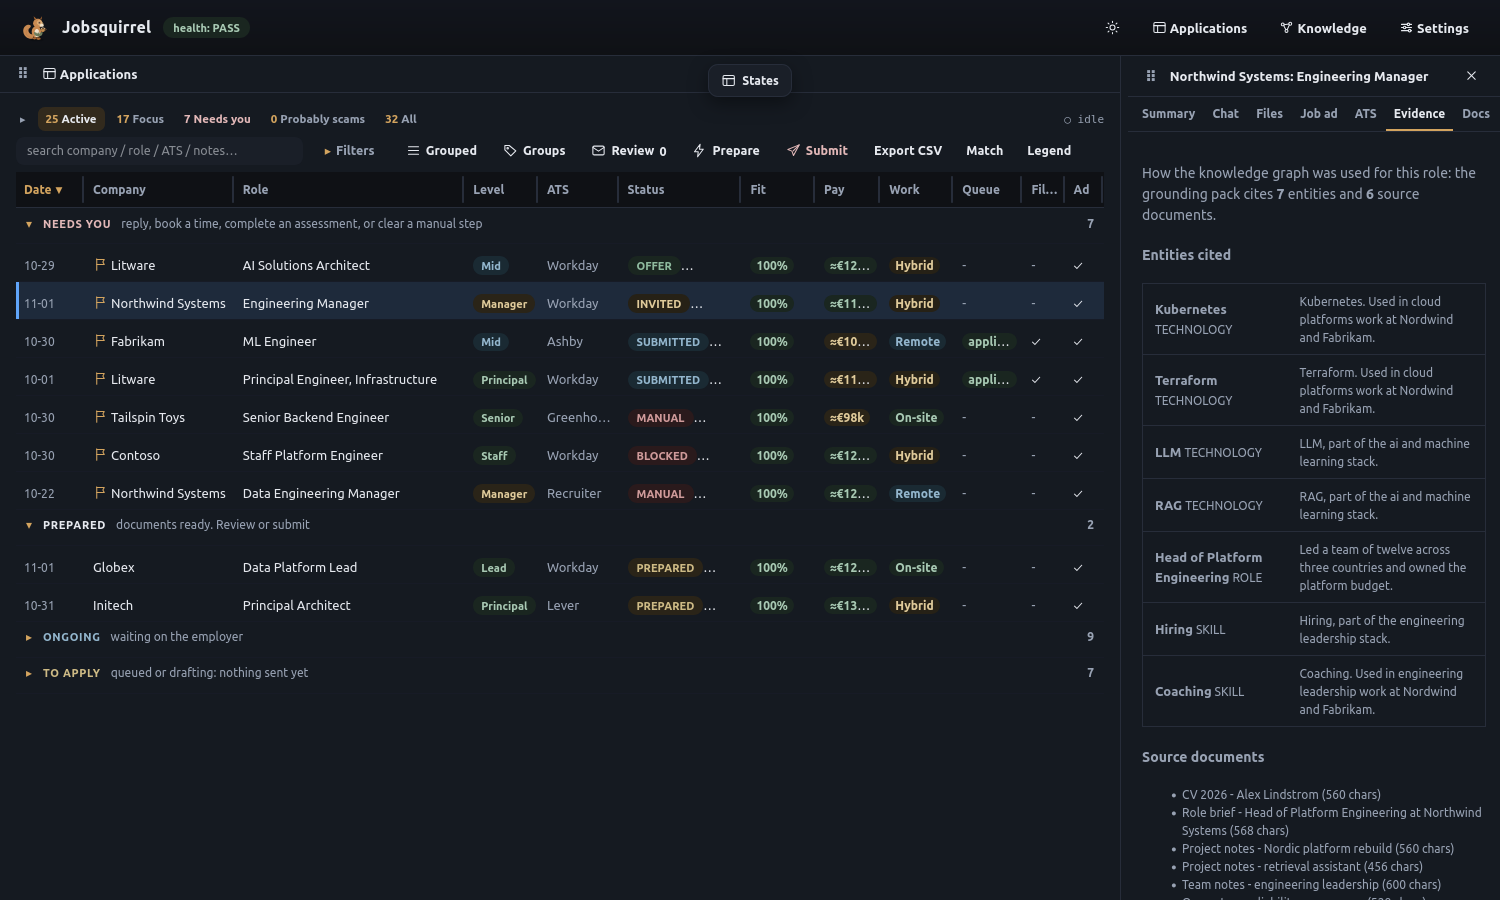 Jobsquirrel health: PASS Applications Knowledge Settings
Applications
States
25 Active 17 Focus 7 Needs you 0 Probably scams 32 All idle
search company / role / ATS / notes… Filters Grouped Groups Review 0 Prepare Submit Export CSV Match Legend
Date ▾ Company Role Level ATS Status Fit Pay Work Queue Fil… Ad
NEEDS YOU reply, book a time, complete an assessment, or clear a manual step 7
10-29 Litware AI Solutions Architect Mid Workday OFFER … 100% ≈€12… Hybrid - - ✓
11-01 Northwind Systems Engineering Manager Manager Workday INVITED … 100% ≈€11… Hybrid - - ✓
10-30 Fabrikam ML Engineer Mid Ashby SUBMITTED … 100% ≈€10… Remote appli… ✓ ✓
10-01 Litware Principal Engineer, Infrastructure Principal Workday SUBMITTED … 100% ≈€11… Hybrid appli… ✓ ✓
10-30 Tailspin Toys Senior Backend Engineer Senior Greenho… MANUAL … 100% ≈€98k On-site - - ✓
10-30 Contoso Staff Platform Engineer Staff Workday BLOCKED … 100% ≈€12… Hybrid - - ✓
10-22 Northwind Systems Data Engineering Manager Manager Recruiter MANUAL … 100% ≈€12… Remote - - ✓
PREPARED documents ready. Review or submit 2
11-01 Globex Data Platform Lead Lead Workday PREPARED … 100% ≈€12… On-site - - ✓
10-31 Initech Principal Architect Principal Lever PREPARED … 100% ≈€13… Hybrid - - ✓
ONGOING waiting on the employer 9
TO APPLY queued or drafting: nothing sent yet 7
Northwind Systems: Engineering Manager
Summary Chat Files Job ad ATS Evidence Docs
How the knowledge graph was used for this role: the
grounding pack cites 7 entities and 6 source
documents.
Entities cited
Kubernetes
TECHNOLOGY
Kubernetes. Used in cloud
platforms work at Nordwind
and Fabrikam.
Terraform
TECHNOLOGY
Terraform. Used in cloud
platforms work at Nordwind
and Fabrikam.
LLM TECHNOLOGY
LLM, part of the ai and machine
learning stack.
RAG TECHNOLOGY
RAG, part of the ai and machine
learning stack.
Head of Platform
Engineering ROLE
Led a team of twelve across
three countries and owned the
platform budget.
Hiring SKILL
Hiring, part of the engineering
leadership stack.
Coaching SKILL
Coaching. Used in engineering
leadership work at Nordwind
and Fabrikam.
Source documents
• CV 2026 - Alex Lindstrom (560 chars)
• Role brief - Head of Platform Engineering at Northwind
Systems (568 chars)
• Project notes - Nordic platform rebuild (560 chars)
• Project notes - retrieval assistant (456 chars)
• Team notes - engineering leadership (600 chars)